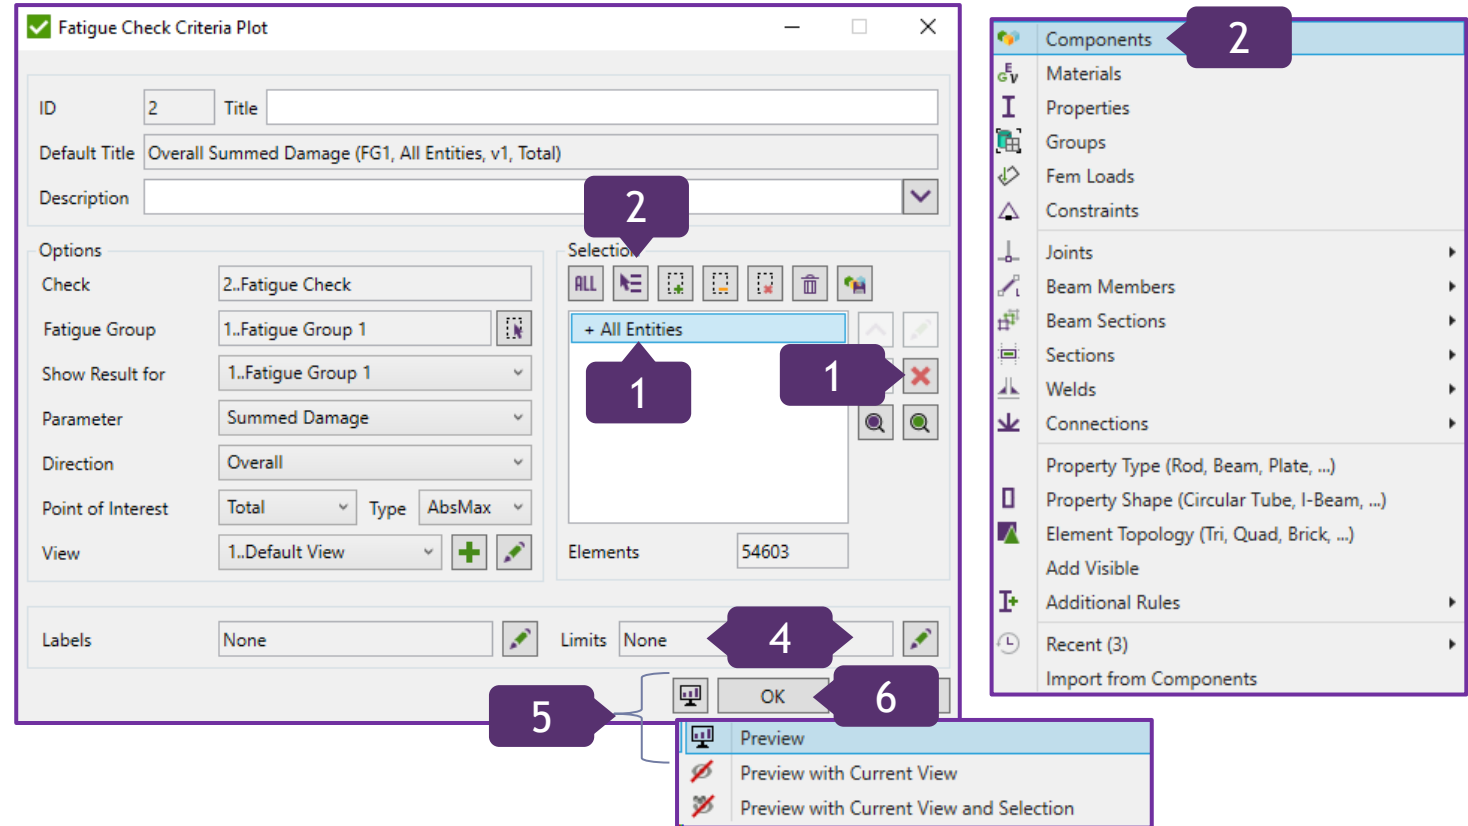 Fatigue Check Criteria Plot
ID 2 Title
Default Title Overall Summed Damage (FG1, All Entities, v1, Total)
Description
2
Options
Check 2..Fatigue Check
Fatigue Group 1..Fatigue Group 1
Show Result for 1..Fatigue Group 1
Parameter Summed Damage
Direction Overall
Point of Interest Total Type AbsMax
View 1..Default View
Selection
ALL
+ All Entities
1
1
Elements 54603
Labels None
Limits None
4
5
OK
6
Preview
Preview with Current View
Preview with Current View and Selection
Components
2
Materials
Properties
Groups
Fem Loads
Constraints
Joints
Beam Members
Beam Sections
Sections
Welds
Connections
Property Type (Rod, Beam, Plate, ...)
Property Shape (Circular Tube, I-Beam, ...)
Element Topology (Tri, Quad, Brick, ...)
Add Visible
Additional Rules
Recent (3)
Import from Components